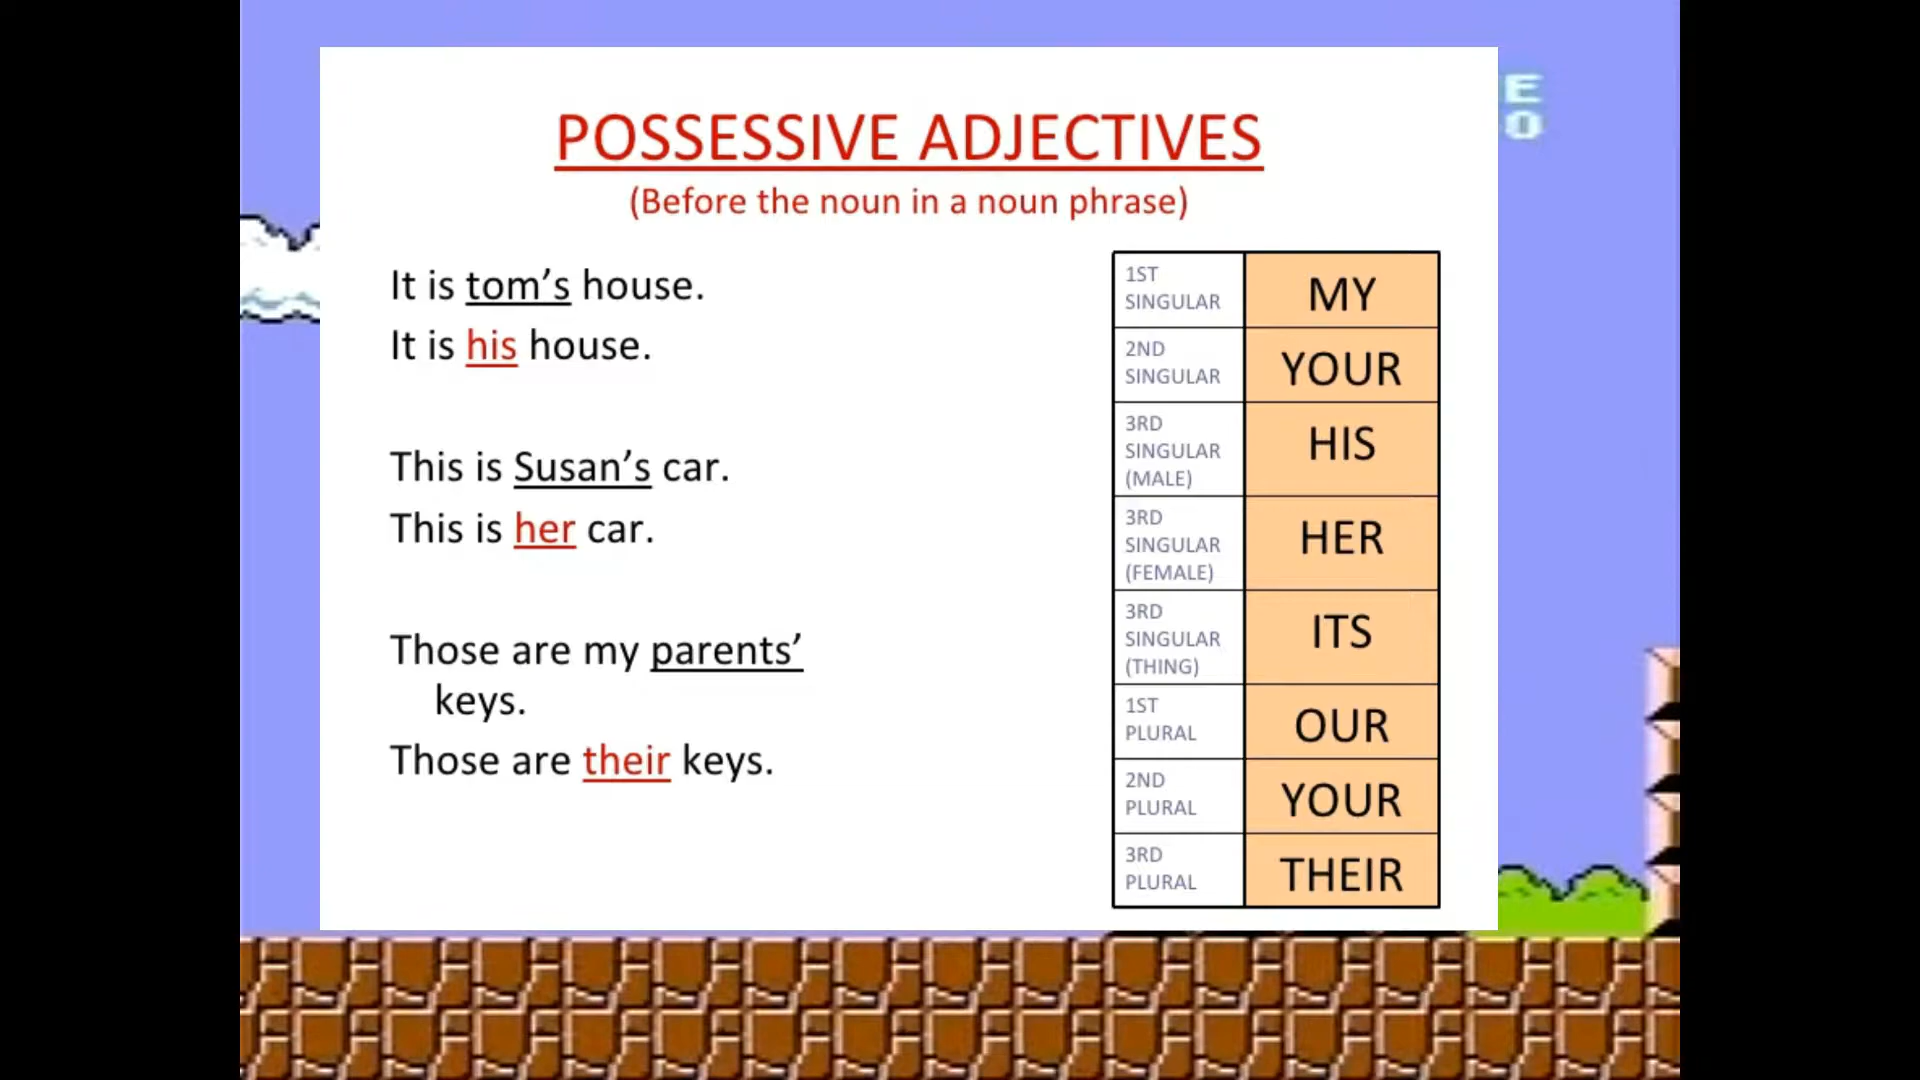 E
0
POSSESSIVE ADJECTIVES
(Before the noun in a noun phrase)
It is tom’s house.
It is his house.
This is Susan’s car.
This is her car.
Those are my parents’
keys.
Those are their keys.
1ST
SINGULAR
MY
2ND
SINGULAR
YOUR
3RD
SINGULAR
(MALE)
HIS
3RD
SINGULAR
(FEMALE)
HER
3RD
SINGULAR
(THING)
ITS
1ST
PLURAL
OUR
2ND
PLURAL
YOUR
3RD
PLURAL
THEIR